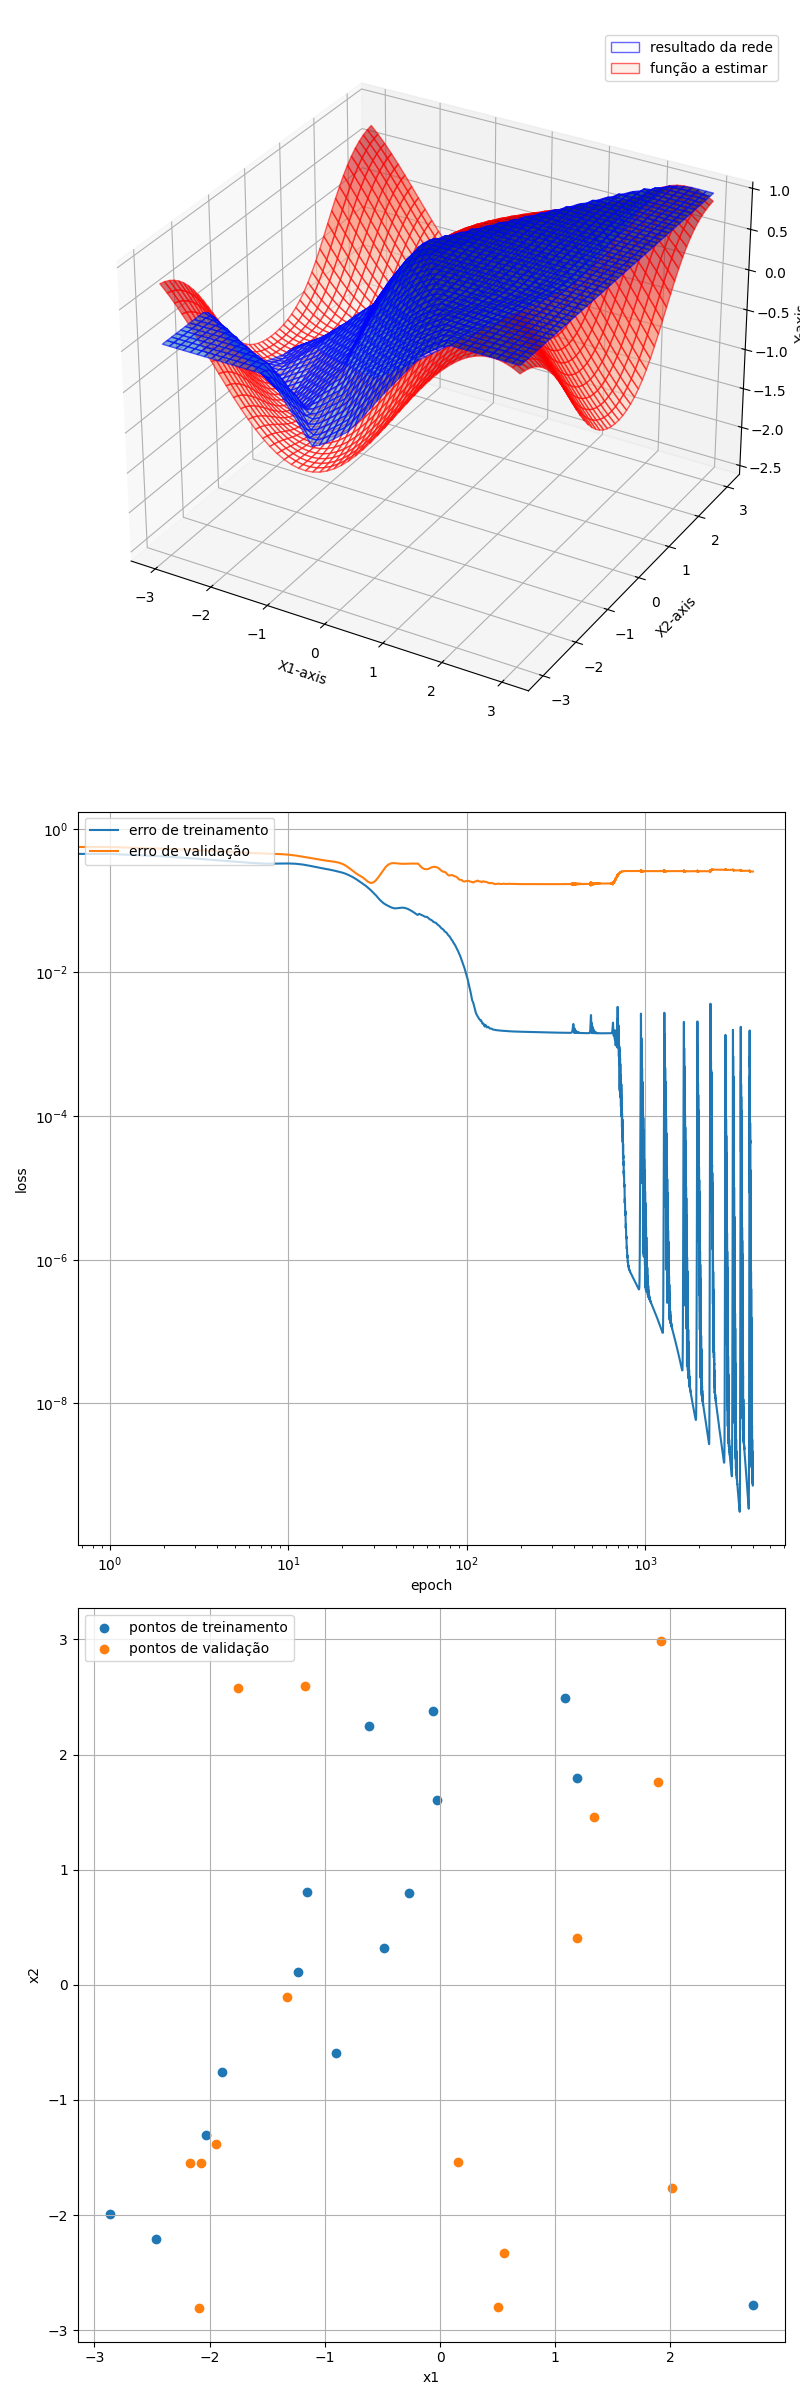 resultado da rede
função a estimar
1.0
0.5
0.0
−0.5
−1.0
−1.5
−2.0
−2.5
3
2
1
0
−1
−2
−3
X2-axis
−3
−2
−1
0
1
2
3
X1-axis
erro de treinamento
erro de validação
10^0
10^−2
10^−4
10^−6
10^−8
loss
10^0 10^1 10^2 10^3
epoch
pontos de treinamento
pontos de validação
3
2
1
0
−1
−2
−3
x2
−3 −2 −1 0 1 2
x1